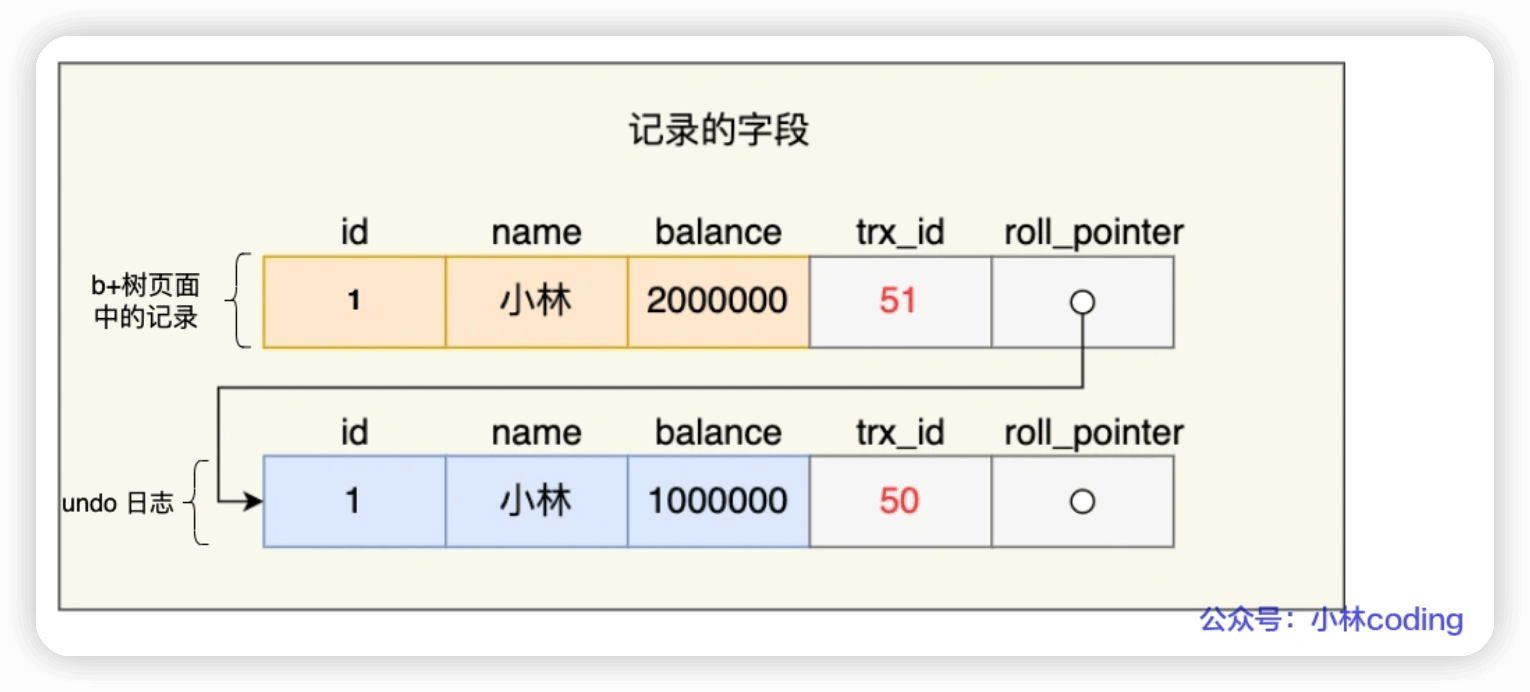 记录的字段
id name balance trx_id roll_pointer
b+树页面
中的记录
1 小林 2000000 51
id name balance trx_id roll_pointer
undo 日志
1 小林 1000000 50
公众号：小林coding